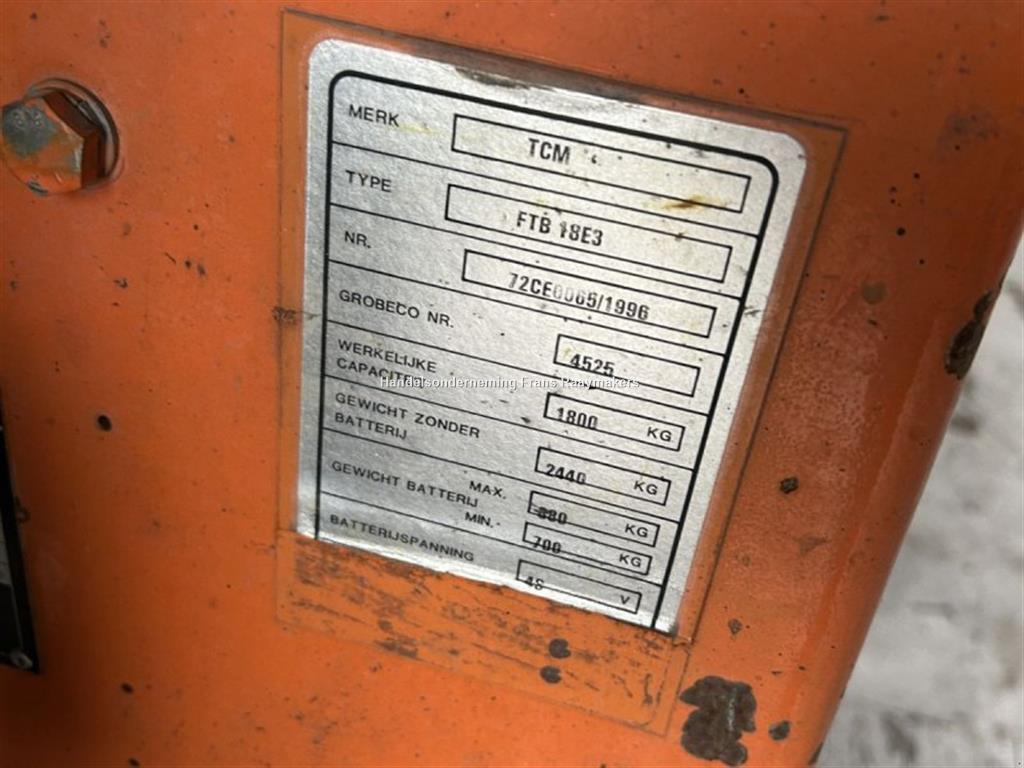 MERK TCM
TYPE FTB 18E3
NR. 72CE0065/1996
GROBECO NR. 4525
WERKELIJKE
CAPACITEIT 1800 KG
Handelsonderneming Frans Raaymakers
GEWICHT ZONDER
BATTERIJ 2440 KG
MAX. 880 KG
GEWICHT BATTERIJ
MIN. 700 KG
BATTERIJSPANNING 48 V